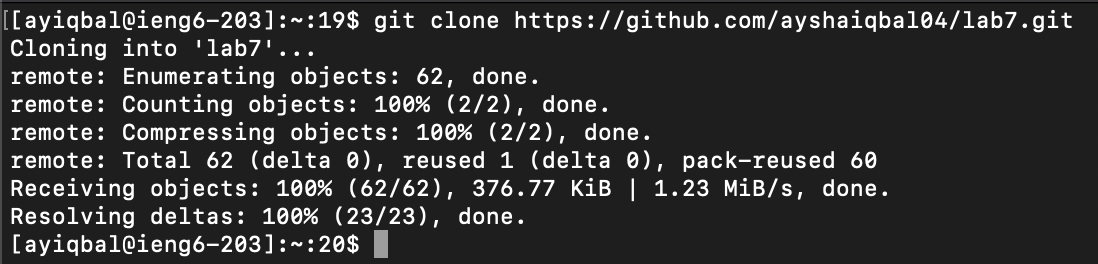 [[ayiqbal@ieng6-203]:~:19$ git clone https://github.com/ayshaiqbal04/lab7.git
Cloning into 'lab7'...
remote: Enumerating objects: 62, done.
remote: Counting objects: 100% (2/2), done.
remote: Compressing objects: 100% (2/2), done.
remote: Total 62 (delta 0), reused 1 (delta 0), pack-reused 60
Receiving objects: 100% (62/62), 376.77 KiB | 1.23 MiB/s, done.
Resolving deltas: 100% (23/23), done.
[ayiqbal@ieng6-203]:~:20$